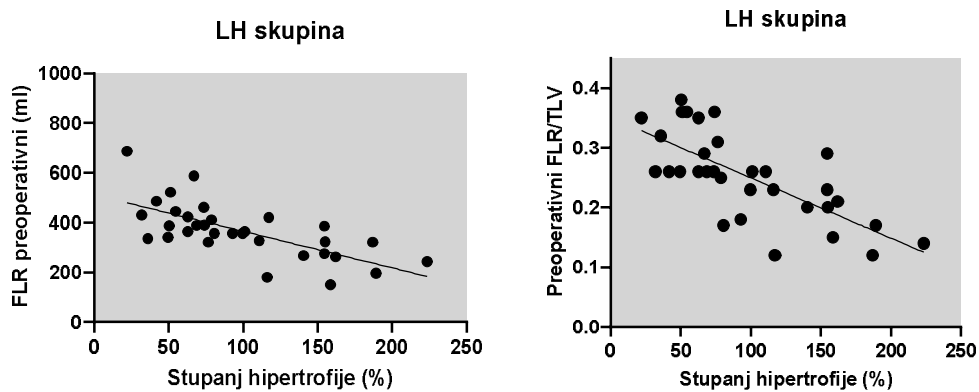 LH skupina
FLR preoperativni (ml)
1000
800
600
400
200
0
0 50 100 150 200 250
Stupanj hipertrofije (%)
LH skupina
Preoperativni FLR/TLV
0.4
0.3
0.2
0.1
0.0
0 50 100 150 200 250
Stupanj hipertrofije (%)